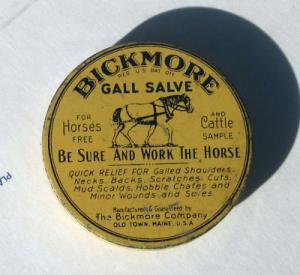 BICKMORE
REG. U.S. PAT. OFF.
GALL SALVE
FOR
Horses
FREE
AND
Cattle
SAMPLE
BE SURE AND WORK THE HORSE
QUICK RELIEF FOR Galled Shoulders,
Necks, Backs, Scratches, Cuts,
Mud Scalds, Hobble Chafes and
Minor Wounds and Sores.
Manufactured & Guaranteed by
The Bickmore Company
OLD TOWN, MAINE, U.S.A.